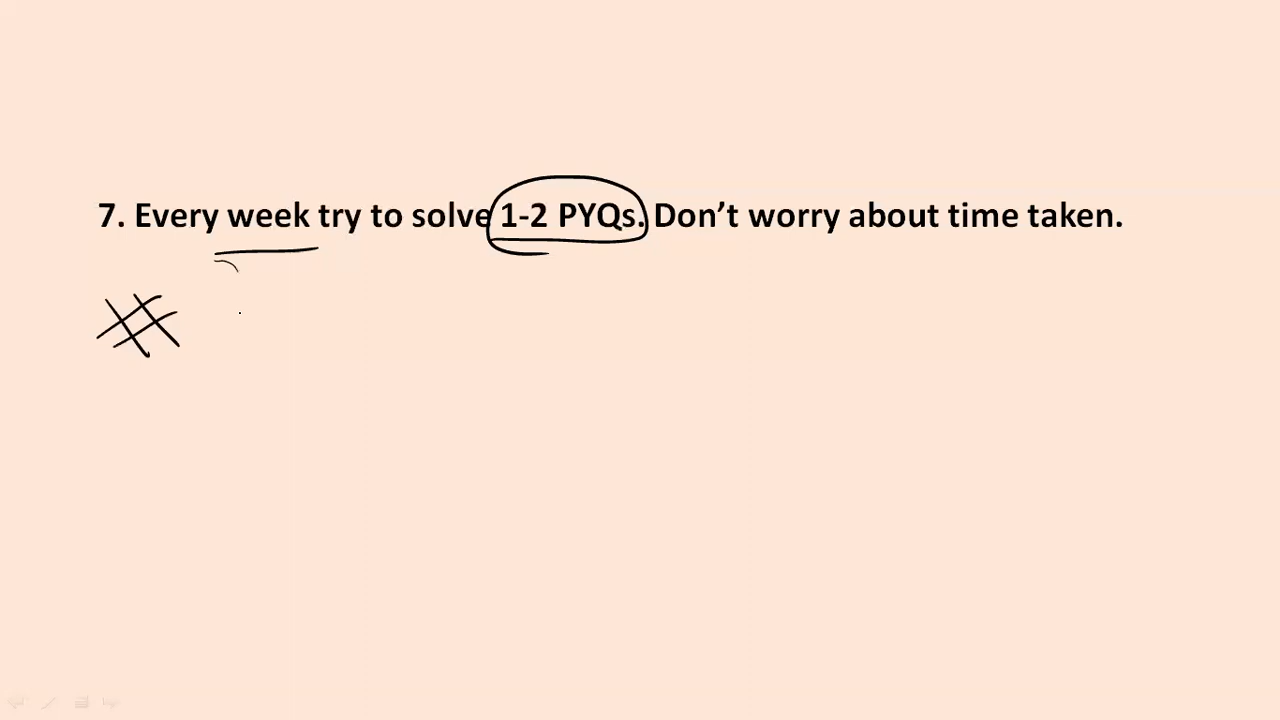 7. Every week try to solve 1-2 PYQs. Don’t worry about time taken.
#